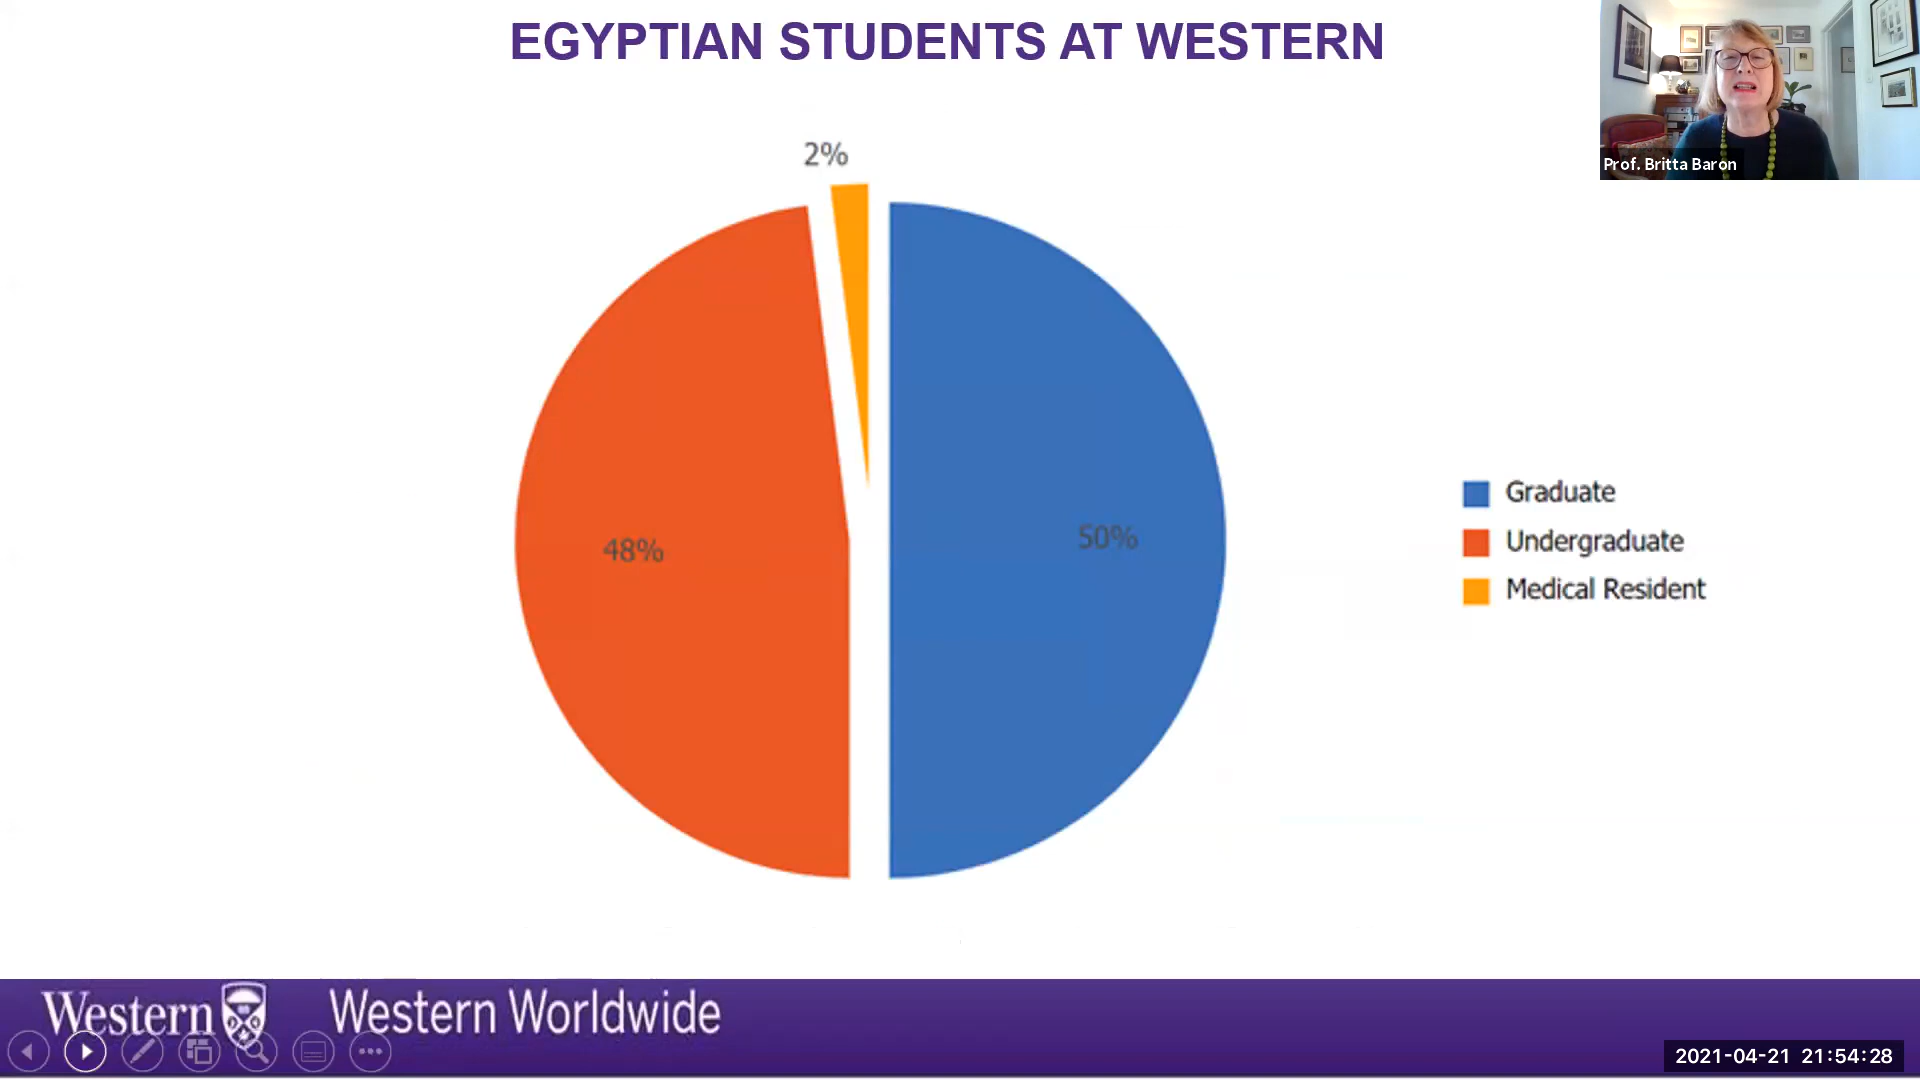 EGYPTIAN STUDENTS AT WESTERN
Prof. Britta Baron
2%
48%
50%
Graduate
Undergraduate
Medical Resident
Western
Western Worldwide
2021-04-21 21:54:28